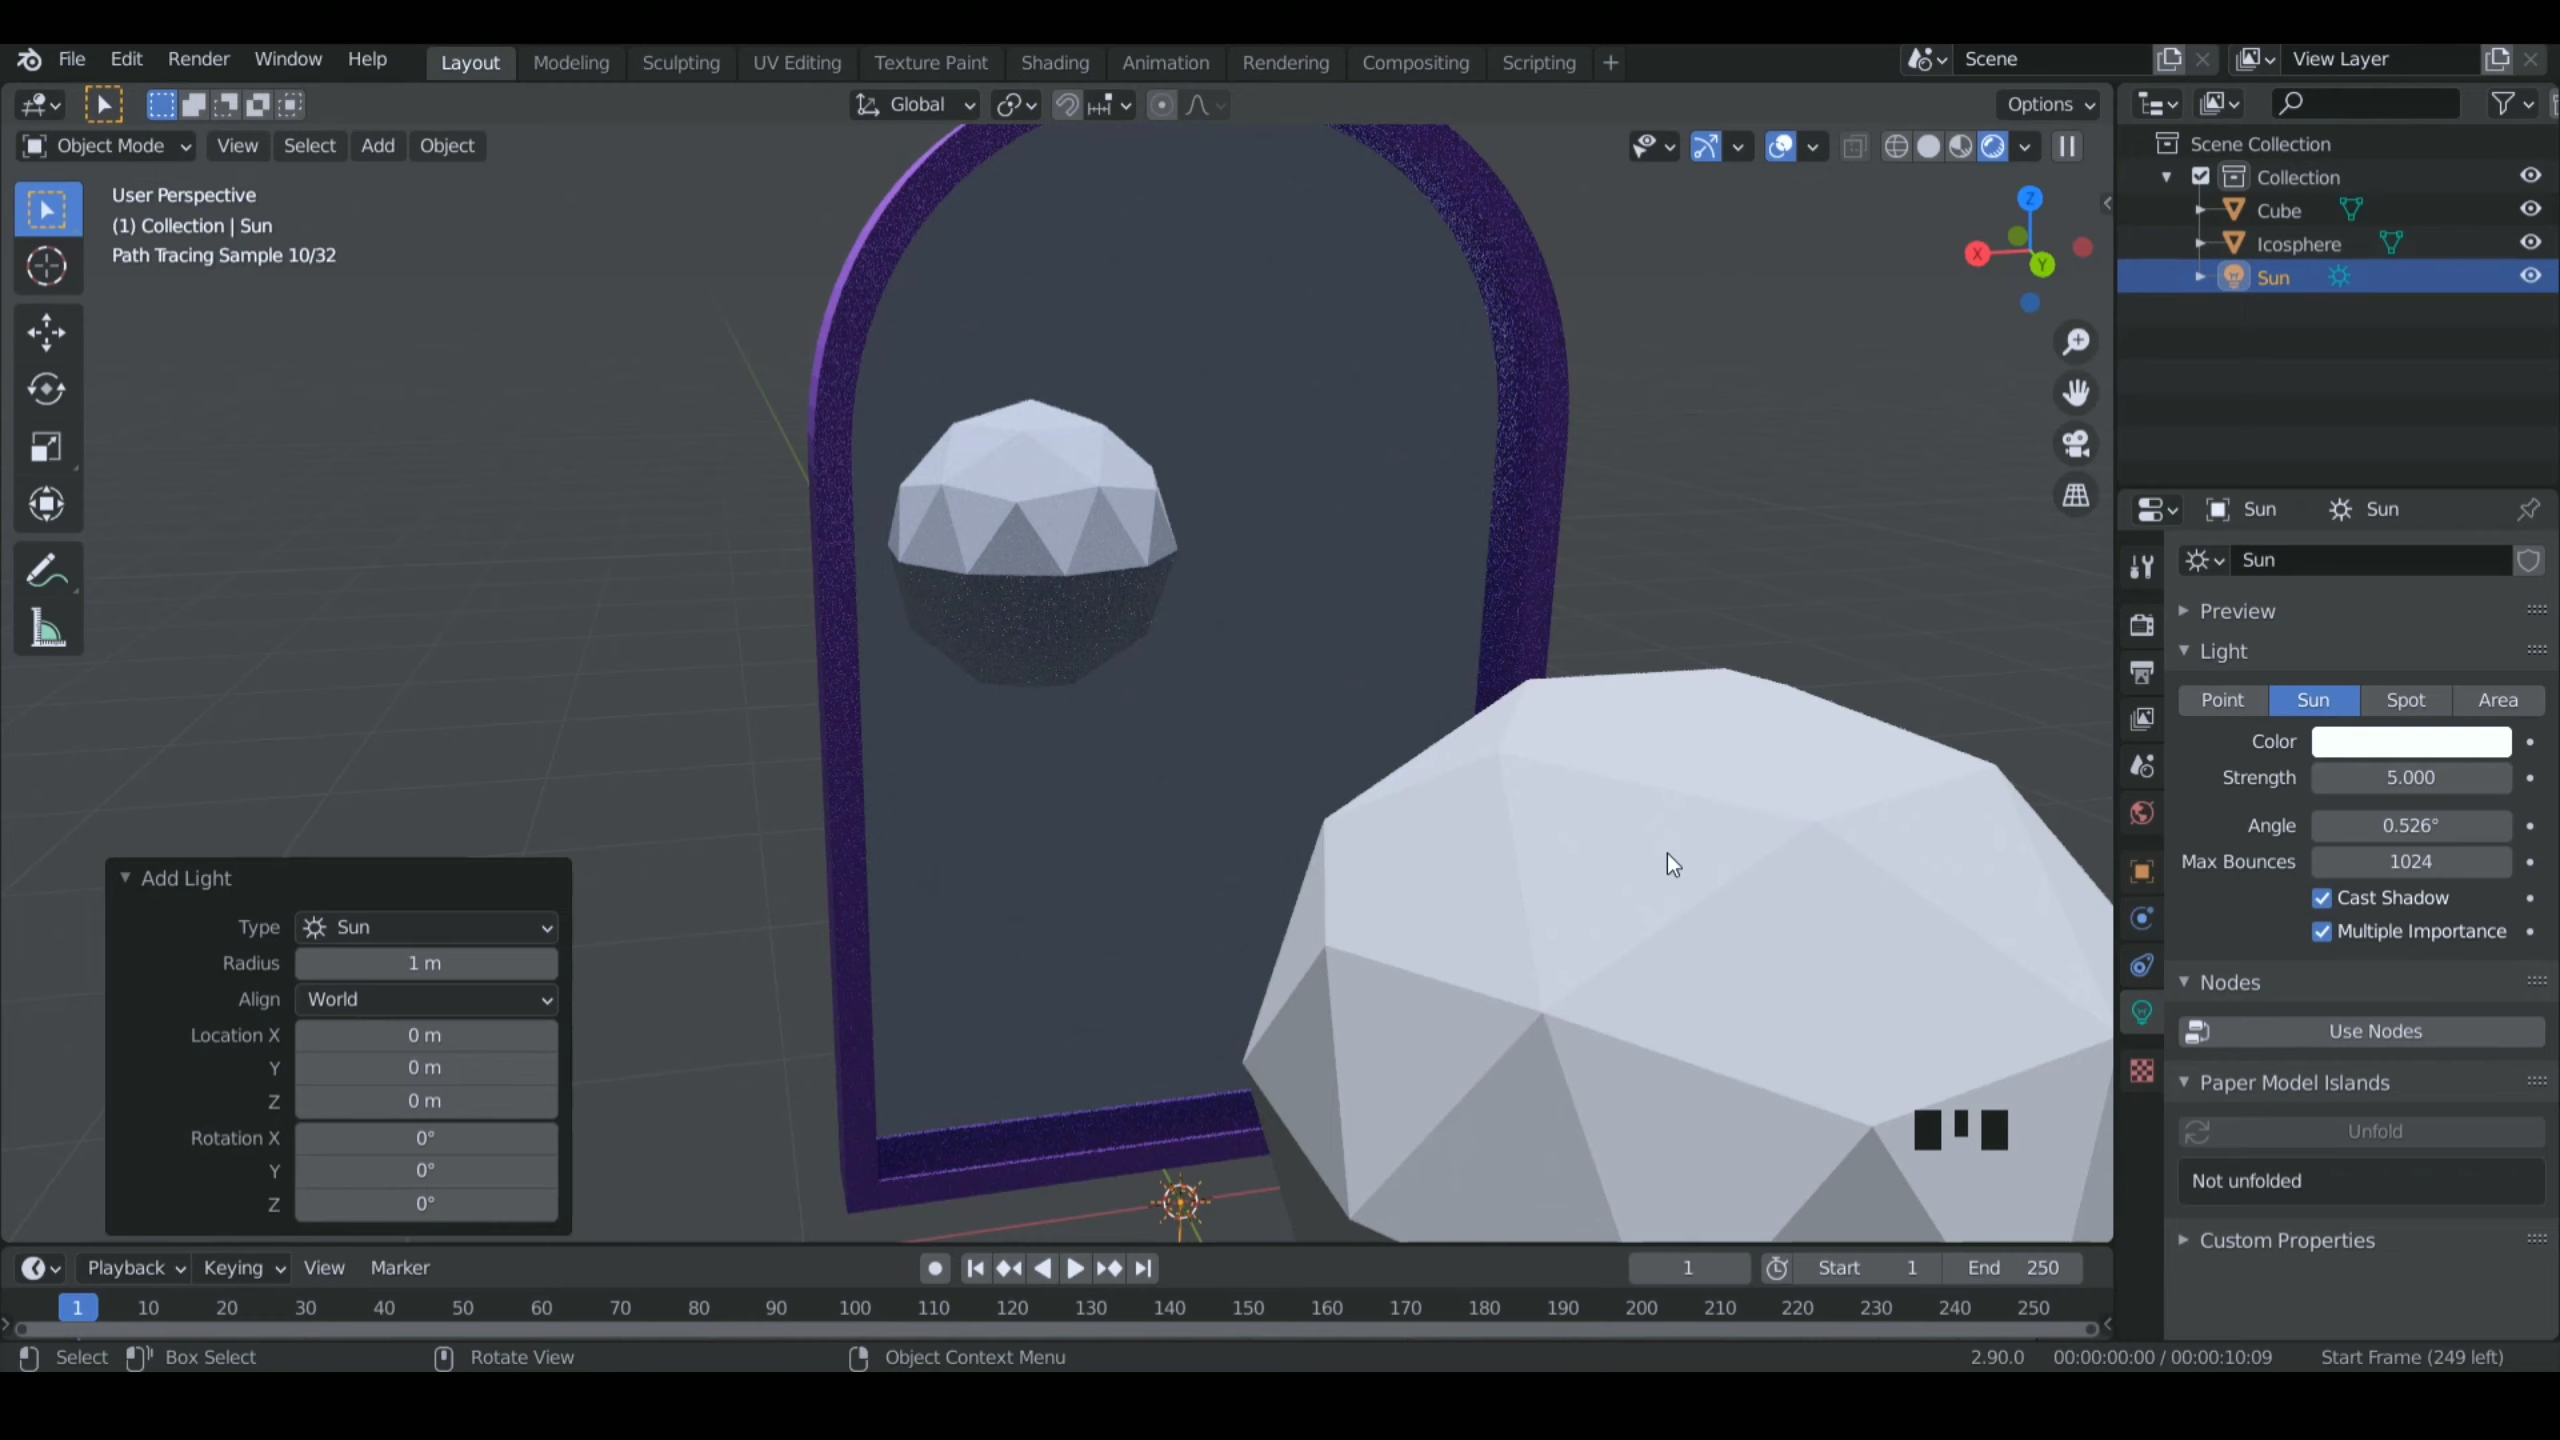 File Edit Render Window Help Layout Modeling Sculpting UV Editing Texture Paint Shading Animation Rendering Compositing Scripting + Scene View Layer
Global Options
Object Mode View Select Add Object
User Perspective
(1) Collection | Sun
Path Tracing Sample 10/32
Z
X
Y
Scene Collection
Collection
Cube
Icosphere
Sun
Sun Sun
Sun
Preview
Light
Point Sun Spot Area
Color
Strength 5.000
Angle 0.526°
Max Bounces 1024
Cast Shadow
Multiple Importance
Nodes
Use Nodes
Paper Model Islands
Unfold
Not unfolded
Custom Properties
Add Light
Type Sun
Radius 1 m
Align World
Location X 0 m
Y 0 m
Z 0 m
Rotation X 0°
Y 0°
Z 0°
Playback Keying View Marker 1 Start 1 End 250
1 10 20 30 40 50 60 70 80 90 100 110 120 130 140 150 160 170 180 190 200 210 220 230 240 250
Select Box Select Rotate View Object Context Menu 2.90.0 00:00:00:00 / 00:00:10:09 Start Frame (249 left)